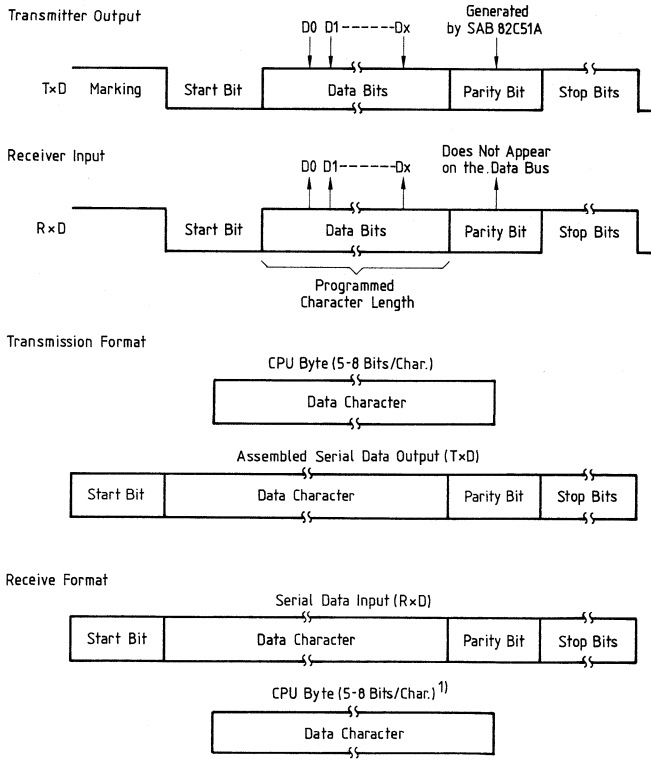 Transmitter Output
Generated
by SAB 82C51A
D0 D1------Dx
TxD Marking Start Bit Data Bits Parity Bit Stop Bits
Receiver Input
Does Not Appear
on the Data Bus
D0 D1------Dx
RxD Start Bit Data Bits Parity Bit Stop Bits
Programmed
Character Length
Transmission Format
CPU Byte (5-8 Bits/Char.)
Data Character
Assembled Serial Data Output (TxD)
Start Bit Data Character Parity Bit Stop Bits
Receive Format
Serial Data Input (RxD)
Start Bit Data Character Parity Bit Stop Bits
CPU Byte (5-8 Bits/Char.) 1)
Data Character